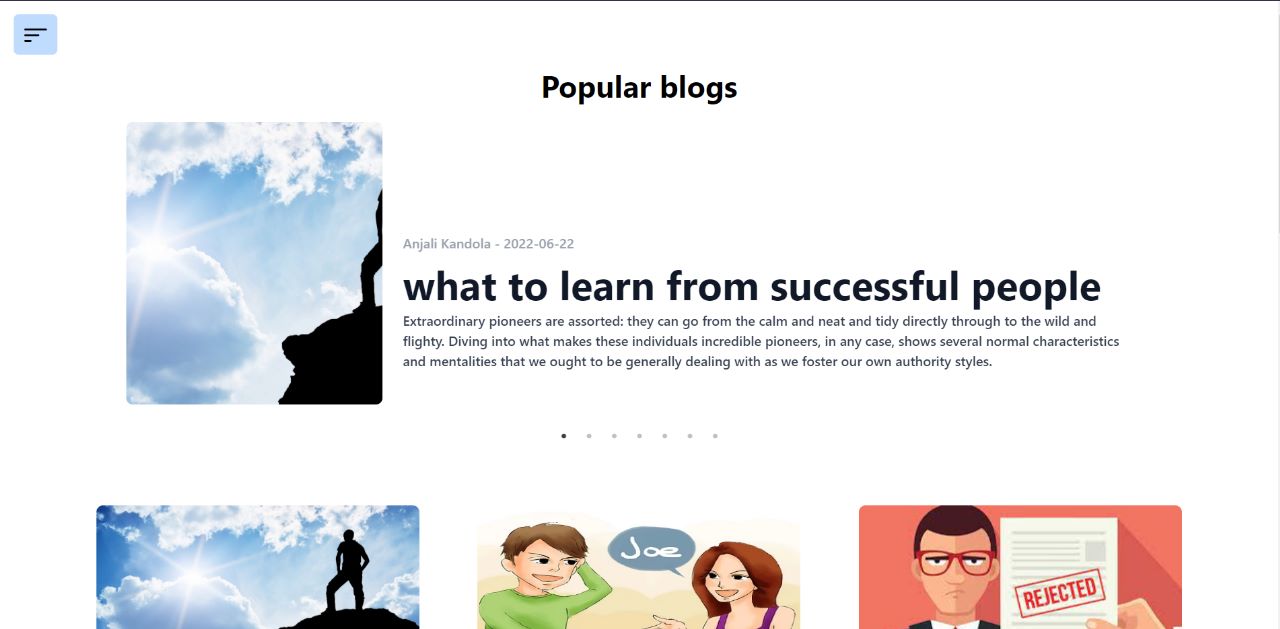 Popular blogs
Anjali Kandola - 2022-06-22
what to learn from successful people
Extraordinary pioneers are assorted: they can go from the calm and neat and tidy directly through to the wild and
flighty. Diving into what makes these individuals incredible pioneers, in any case, shows several normal characteristics
and mentalities that we ought to be generally dealing with as we foster our own authority styles.
Joe
REJECTED